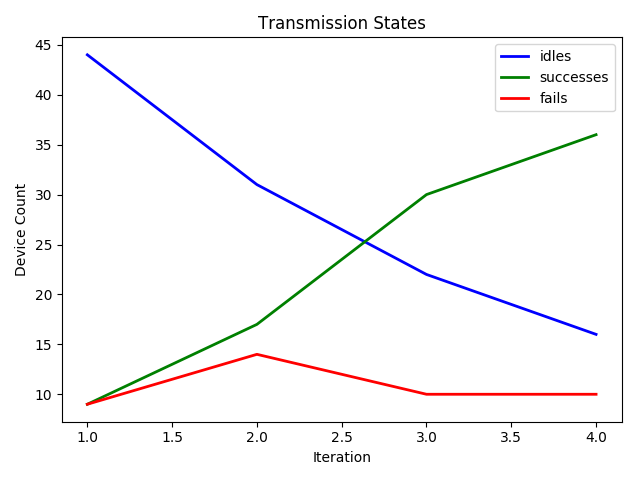 Transmission States
45
40
35
30
25
20
15
10
Device Count
idles
successes
fails
1.0 1.5 2.0 2.5 3.0 3.5 4.0
Iteration